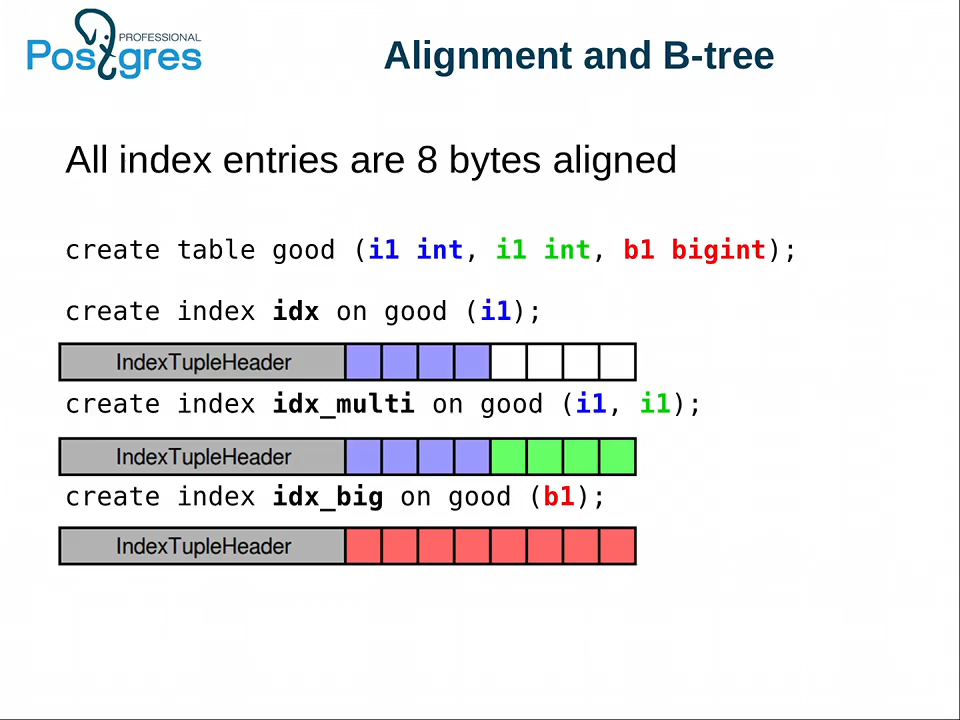 PROFESSIONAL
Postgres
Alignment and B-tree
All index entries are 8 bytes aligned
create table good (i1 int, i1 int, b1 bigint);
create index idx on good (i1);
IndexTupleHeader
create index idx_multi on good (i1, i1);
IndexTupleHeader
create index idx_big on good (b1);
IndexTupleHeader